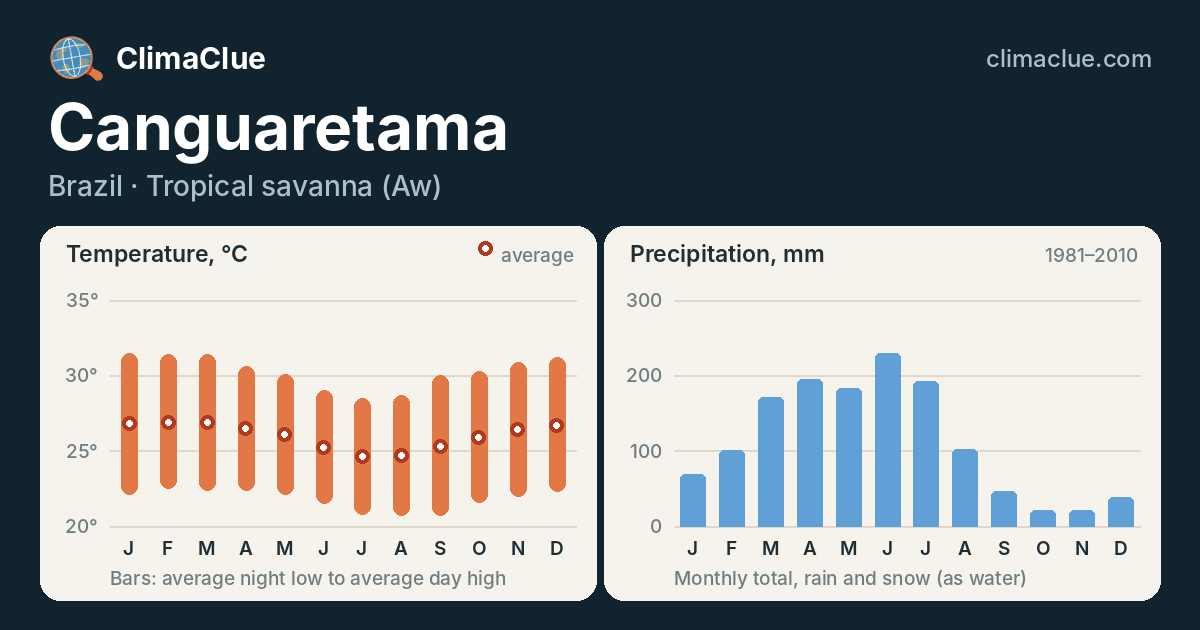 ClimaClue
climaclue.com
Canguaretama
Brazil · Tropical savanna (Aw)
Temperature, °C
average
35°
30°
25°
20°
J F M A M J J A S O N D
Bars: average night low to average day high
Precipitation, mm
1981–2010
300
200
100
0
J F M A M J J A S O N D
Monthly total, rain and snow (as water)